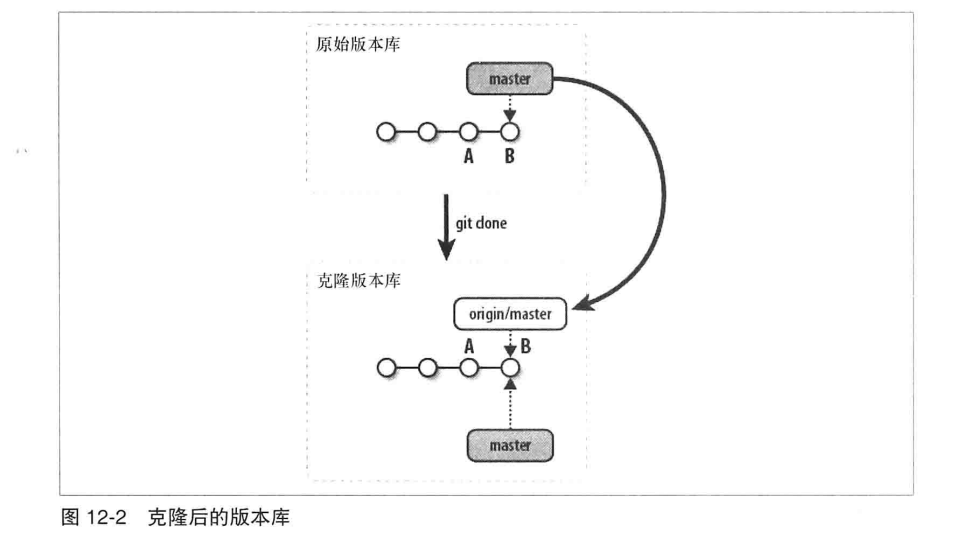 原始版本库
master
A B
git clone
克隆版本库
origin/master
A B
master
图 12-2 克隆后的版本库